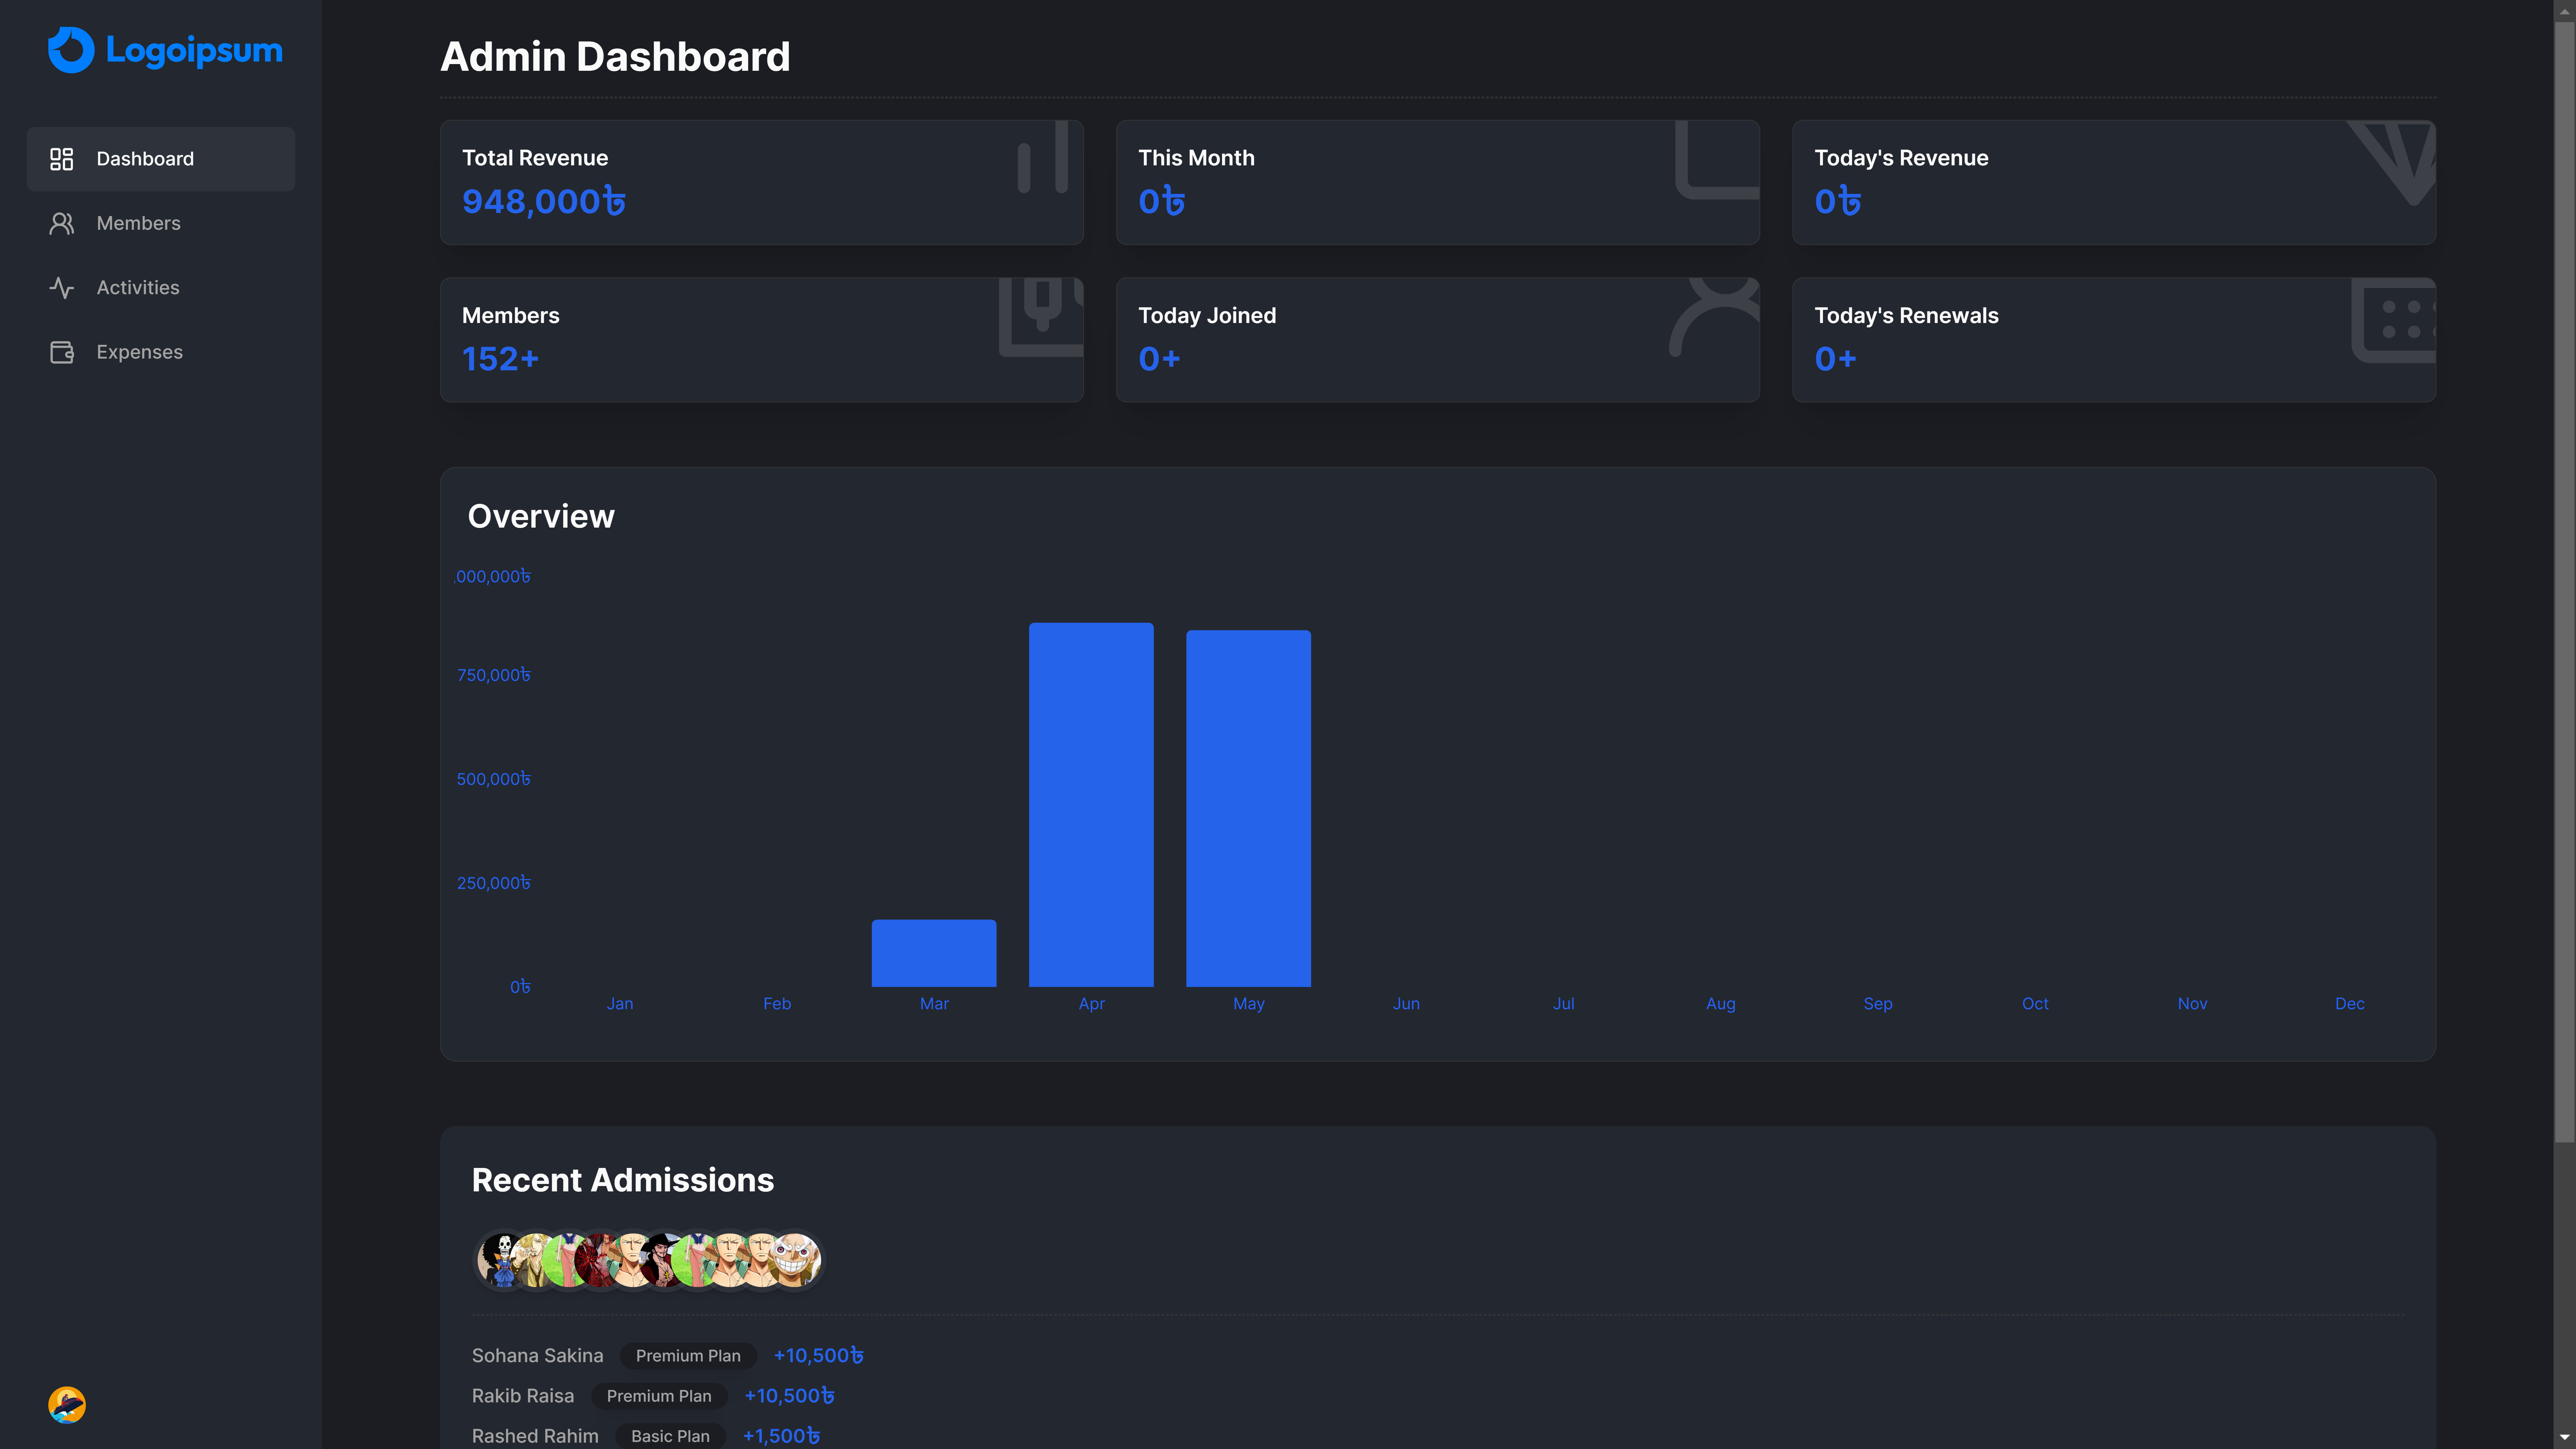 Logoipsum
Dashboard
Members
Activities
Expenses
Admin Dashboard
Total Revenue
948,000৳
This Month
0৳
Today's Revenue
0৳
Members
152+
Today Joined
0+
Today's Renewals
0+
Overview
,000,000৳
750,000৳
500,000৳
250,000৳
0৳
Jan Feb Mar Apr May Jun Jul Aug Sep Oct Nov Dec
Recent Admissions
Sohana Sakina Premium Plan +10,500৳
Rakib Raisa Premium Plan +10,500৳
Rashed Rahim Basic Plan +1,500৳